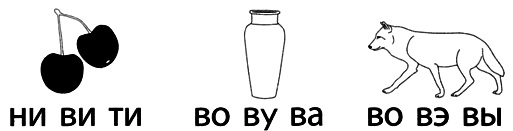 ни ви ти во ву ва во вэ вы